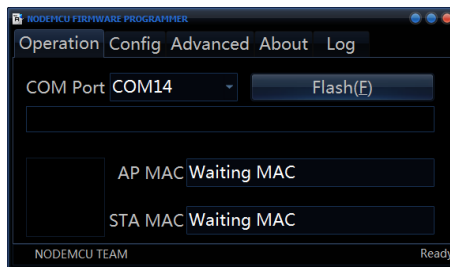 NODEMCU FIRMWARE PROGRAMMER
Operation Config Advanced About Log
COM Port COM14 Flash(F)
AP MAC Waiting MAC
STA MAC Waiting MAC
NODEMCU TEAM Ready